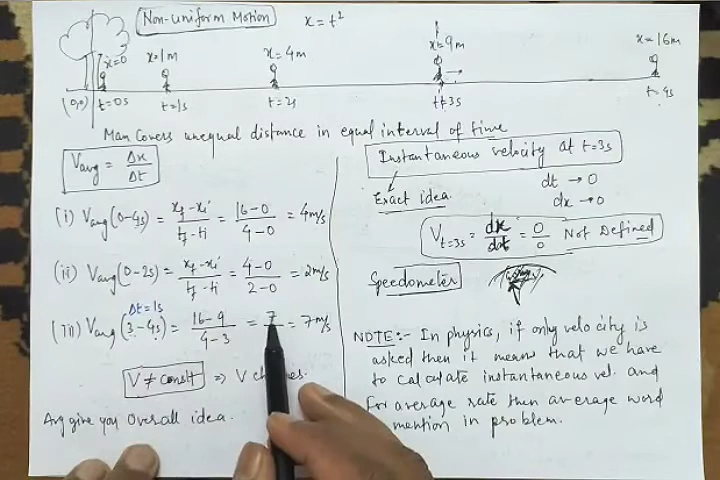 Non-Uniform Motion x = t²
x=0 x=1m x=4m x=9m x=16m
(0,0) t=0s t=1s t=2s t=3s t=4s
Man Covers unequal distance in equal interval of time
Vavg = Δx/Δt
(i) Vavg(0-4s) = xf-xi/tf-ti = 16-0/4-0 = 4m/s
(ii) Vavg(0-2s) = xf-xi/tf-ti = 4-0/2-0 = 2m/s
Δt=1s
(iii) Vavg(3-4s) = 16-9/4-3 = 7 = 7m/s
V ≠ const ⇒ V
Avg give you Overall idea.
Instantaneous velocity at t=3s
Exact idea.
dt → 0
dx → 0
Vt=3s = dx/dt = 0/0 Not Defined
Speedometer
NOTE:- In physics, if only velocity is
asked then it means that we have
to calculate instantaneous vel. and
For average rate then average word
mention in problem.